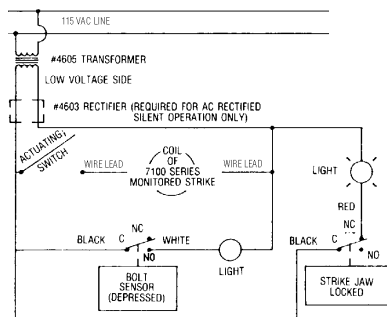 115 VAC LINE
#4605 TRANSFORMER
LOW VOLTAGE SIDE
#4603 RECTIFIER (REQUIRED FOR AC RECTIFIED
SILENT OPERATION ONLY)
ACTUATING
SWITCH
WIRE LEAD
COIL
OF
7100 SERIES
MONITORED STRIKE
WIRE LEAD
LIGHT
RED
NC
BLACK
C
WHITE
NO
LIGHT
BOLT
SENSOR
(DEPRESSED)
NC
BLACK
C
NO
STRIKE JAW
LOCKED